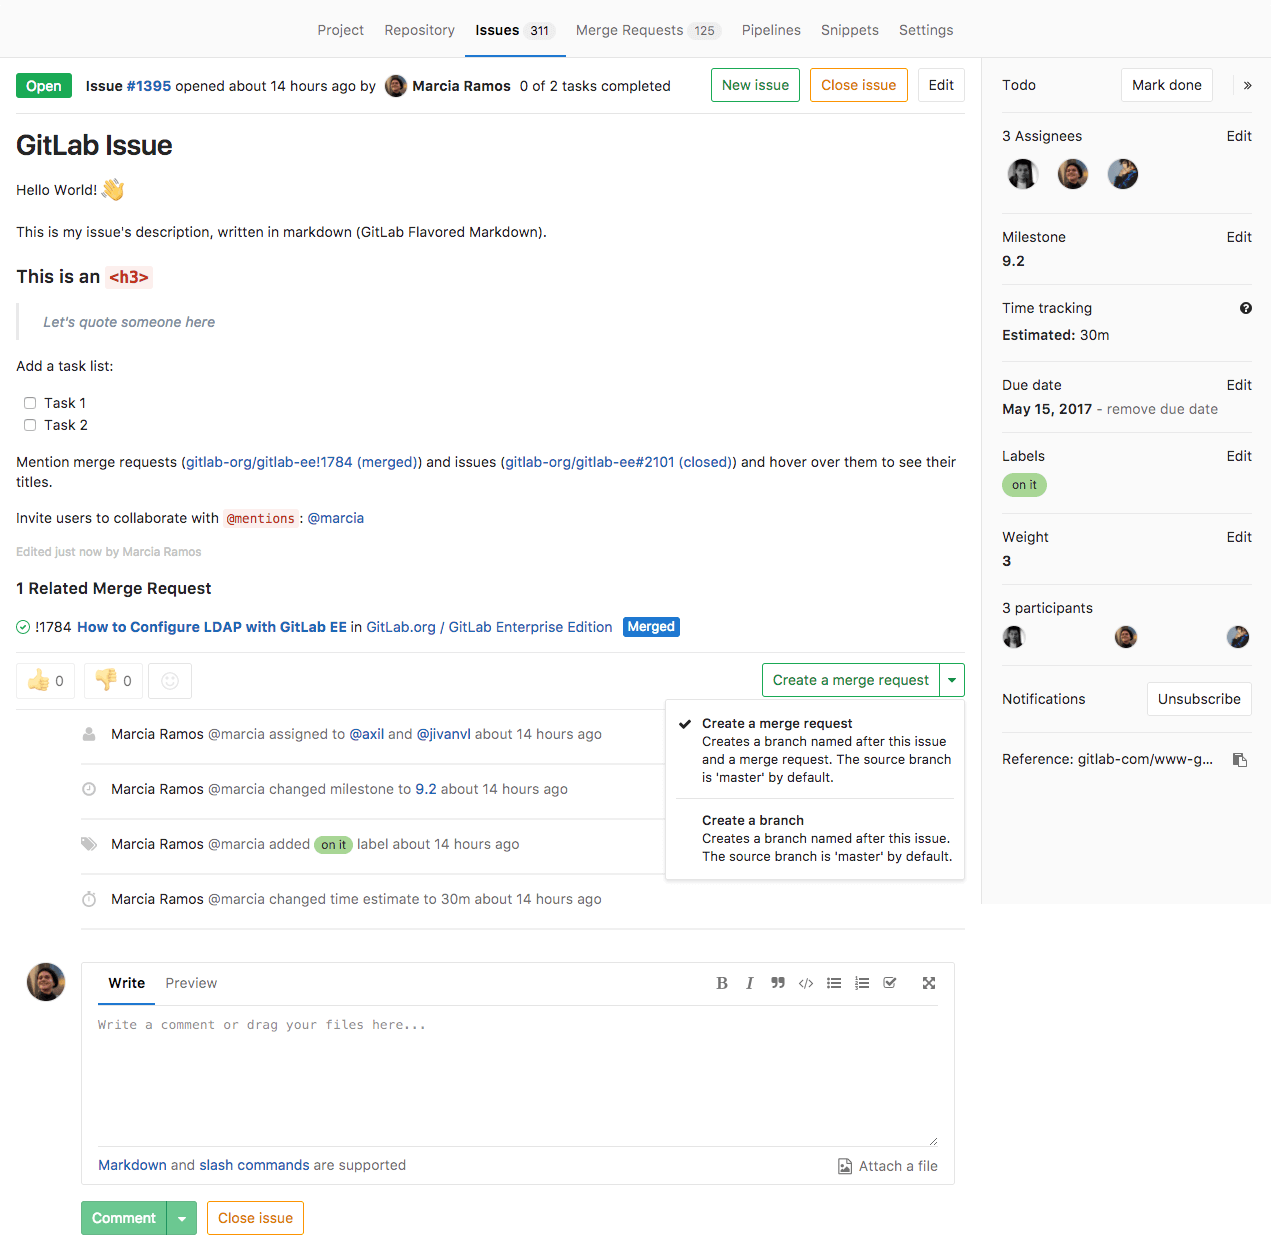 Project Repository Issues 311 Merge Requests 125 Pipelines Snippets Settings
Open Issue #1395 opened about 14 hours ago by Marcia Ramos 0 of 2 tasks completed New issue Close issue Edit
GitLab Issue
Hello World!
This is my issue's description, written in markdown (GitLab Flavored Markdown).
This is an <h3>
Let's quote someone here
Add a task list:
Task 1
Task 2
Mention merge requests (gitlab-org/gitlab-ee!1784 (merged)) and issues (gitlab-org/gitlab-ee#2101 (closed)) and hover over them to see their
titles.
Invite users to collaborate with @mentions: @marcia
Edited just now by Marcia Ramos
1 Related Merge Request
!1784 How to Configure LDAP with GitLab EE in GitLab.org / GitLab Enterprise Edition Merged
0 0 Create a merge request
Create a merge request
Creates a branch named after this issue
and a merge request. The source branch
is 'master' by default.
Create a branch
Creates a branch named after this issue.
The source branch is 'master' by default.
Marcia Ramos @marcia assigned to @axil and @jivanvl about 14 hours ago
Marcia Ramos @marcia changed milestone to 9.2 about 14 hours ago
Marcia Ramos @marcia added on it label about 14 hours ago
Marcia Ramos @marcia changed time estimate to 30m about 14 hours ago
Write Preview B I
Write a comment or drag your files here...
Markdown and slash commands are supported Attach a file
Comment Close issue
Todo Mark done »
3 Assignees Edit
Milestone Edit
9.2
Time tracking ?
Estimated: 30m
Due date Edit
May 15, 2017 - remove due date
Labels Edit
on it
Weight Edit
3
3 participants
Notifications Unsubscribe
Reference: gitlab-com/www-g...